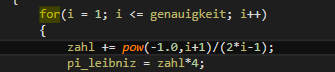 for(i = 1; i <= genauigkeit; i++)
{
zahl += pow(-1.0,i+1)/(2*i-1);
pi_leibniz = zahl*4;